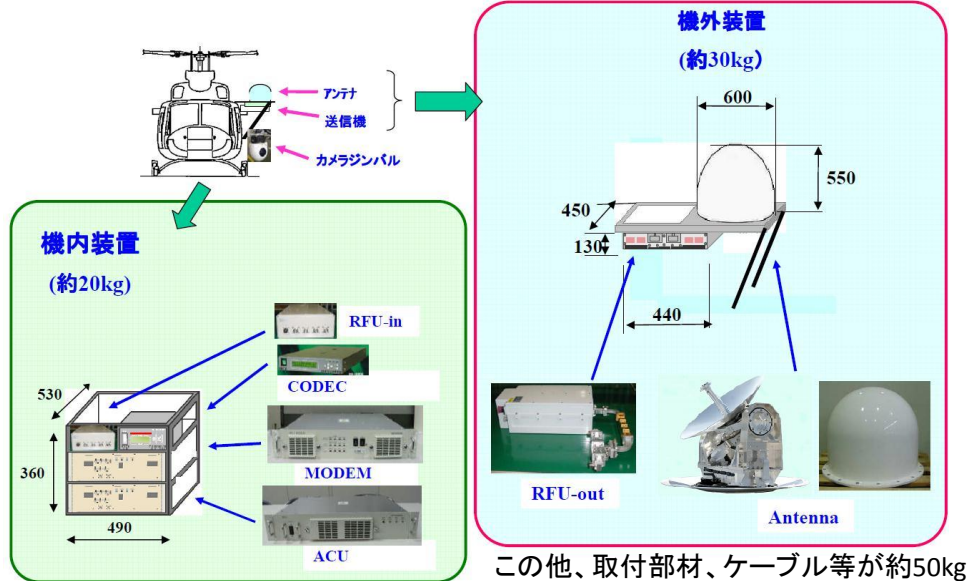 アンテナ
送信機
カメラジンバル
機外装置
(約30kg)
600
550
450
130
440
RFU-out
Antenna
機内装置
(約20kg)
RFU-in
CODEC
MODEM
ACU
530
360
490
この他、取付部材、ケーブル等が約50kg